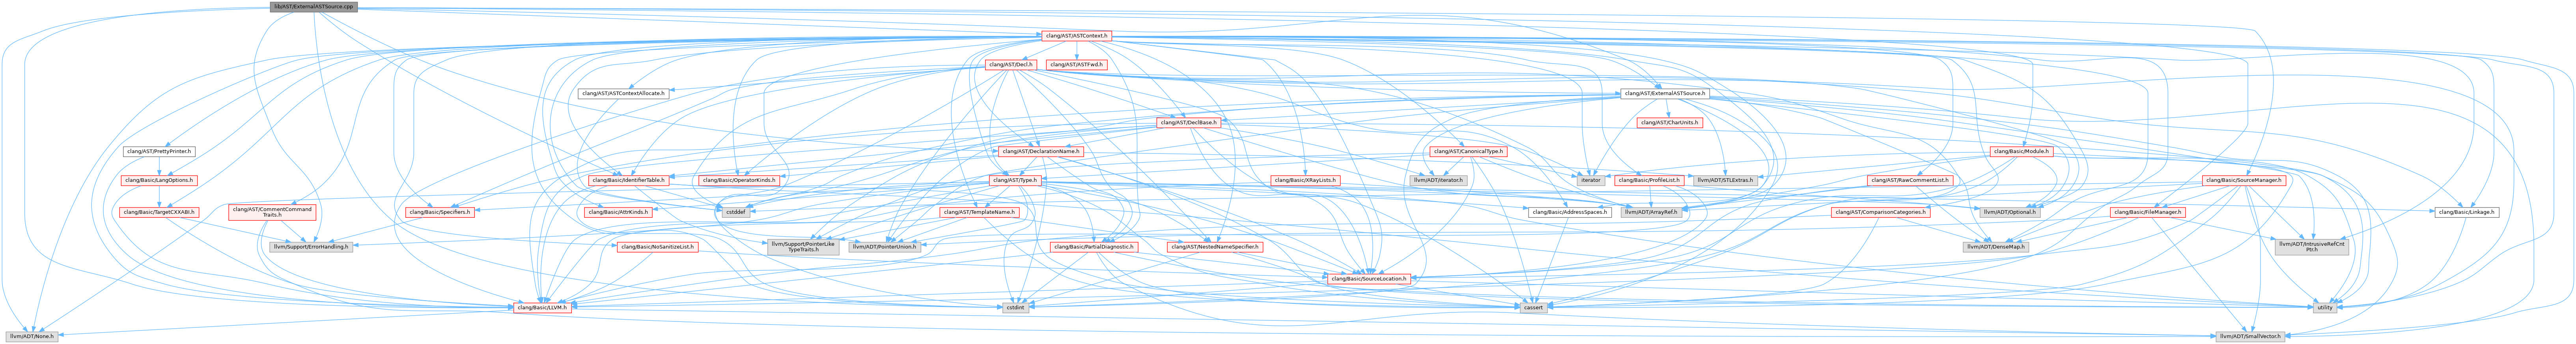 lib/AST/ExternalASTSource.cpp
clang/AST/ASTContext.h
clang/AST/Decl.h
clang/AST/ASTFwd.h
clang/AST/ASTContextAllocate.h
clang/AST/ExternalASTSource.h
clang/AST/DeclBase.h
clang/AST/CharUnits.h
clang/AST/PrettyPrinter.h
clang/AST/DeclarationName.h
clang/AST/CanonicalType.h
clang/Basic/Module.h
clang/Basic/LangOptions.h
clang/Basic/IdentifierTable.h
clang/Basic/OperatorKinds.h
clang/AST/Type.h
clang/Basic/XRayLists.h
llvm/ADT/iterator.h
iterator
clang/Basic/ProfileList.h
llvm/ADT/STLExtras.h
clang/AST/RawCommentList.h
clang/Basic/SourceManager.h
clang/Basic/TargetCXXABI.h
clang/AST/CommentCommand
Traits.h
clang/Basic/Specifiers.h
clang/Basic/AttrKinds.h
cstddef
clang/AST/TemplateName.h
clang/Basic/AddressSpaces.h
llvm/ADT/ArrayRef.h
clang/AST/ComparisonCategories.h
llvm/ADT/Optional.h
clang/Basic/FileManager.h
clang/Basic/Linkage.h
llvm/Support/ErrorHandling.h
clang/Basic/NoSanitizeList.h
llvm/Support/PointerLike
TypeTraits.h
llvm/ADT/PointerUnion.h
clang/Basic/PartialDiagnostic.h
clang/AST/NestedNameSpecifier.h
llvm/ADT/DenseMap.h
llvm/ADT/IntrusiveRefCnt
Ptr.h
clang/Basic/SourceLocation.h
clang/Basic/LLVM.h
cstdint
cassert
utility
llvm/ADT/None.h
llvm/ADT/SmallVector.h